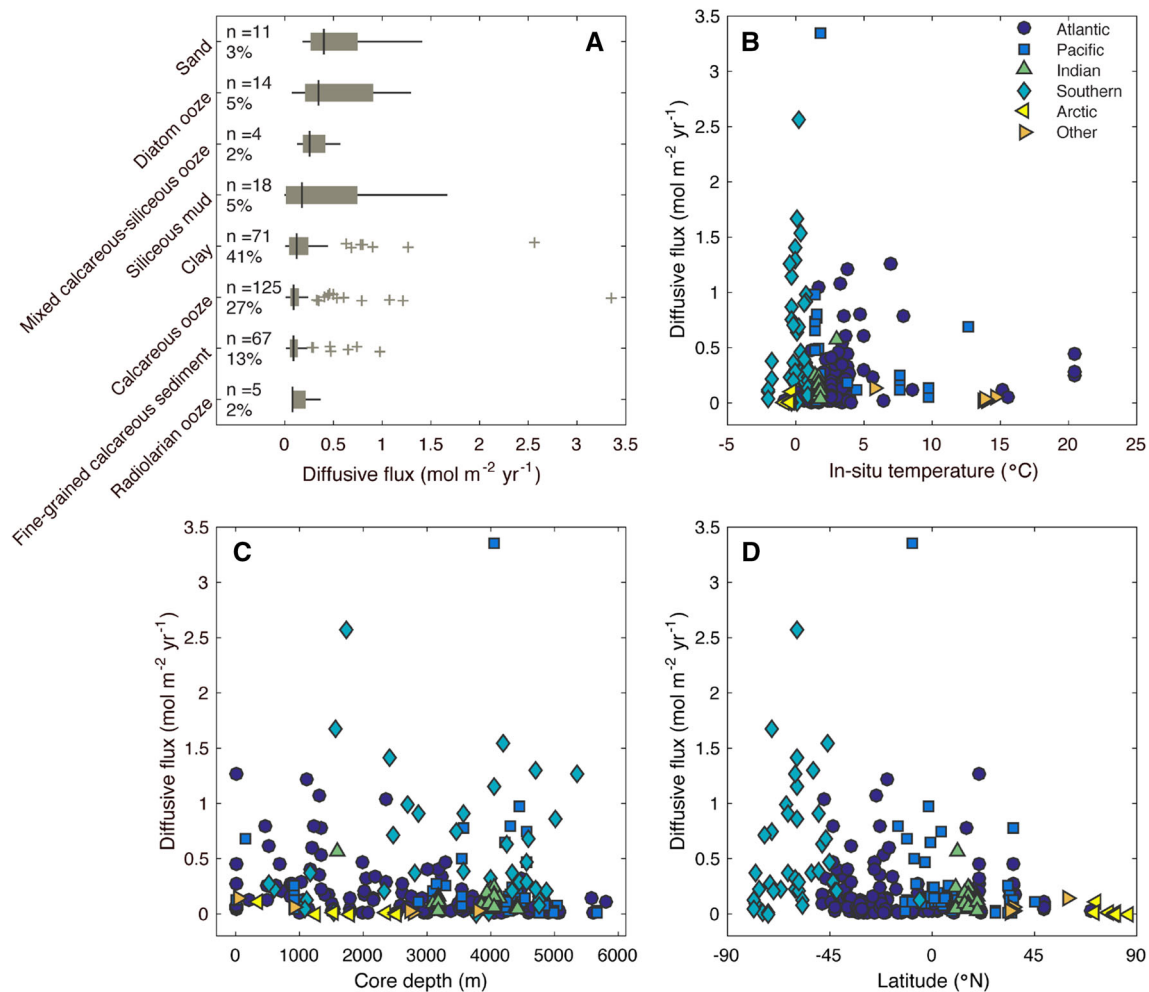 A
Sand
n =11
3%
Diatom ooze
n =14
5%
Mixed calcareous-siliceous ooze
n =4
2%
Siliceous mud
n =18
5%
Clay
n =71
41%
Calcareous ooze
n =125
27%
Fine-grained calcareous sediment
n =67
13%
Radiolarian ooze
n =5
2%
0 0.5 1 1.5 2 2.5 3 3.5
Diffusive flux (mol m⁻² yr⁻¹)
B
Atlantic
Pacific
Indian
Southern
Arctic
Other
3.5
3
2.5
2
1.5
1
0.5
0
Diffusive flux (mol m⁻² yr⁻¹)
-5 0 5 10 15 20 25
In-situ temperature (°C)
C
3.5
3
2.5
2
1.5
1
0.5
0
Diffusive flux (mol m⁻² yr⁻¹)
0 1000 2000 3000 4000 5000 6000
Core depth (m)
D
3.5
3
2.5
2
1.5
1
0.5
0
Diffusive flux (mol m⁻² yr⁻¹)
-90 -45 0 45 90
Latitude (°N)